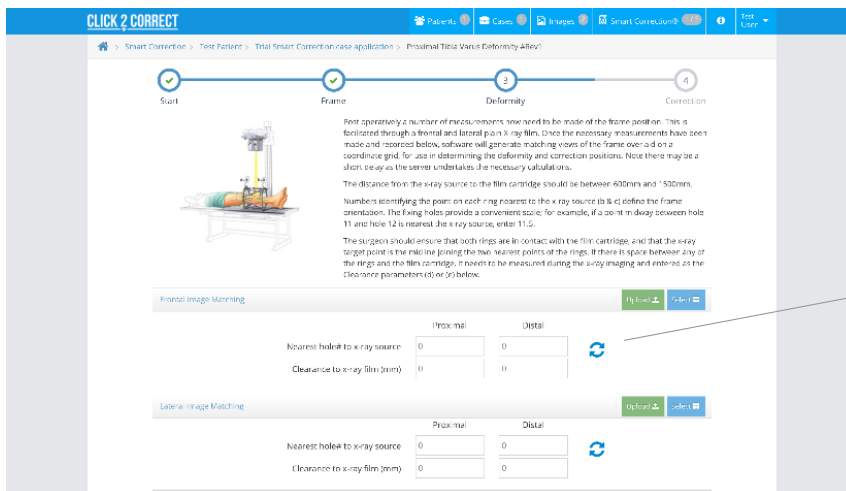 CLICK 2 CORRECT
Patients
Cases
Images
Smart Correction®
Test User
Smart Correction > Test Patient > Trial Smart Correction case application > Proximal Tibia Varus Deformity #Rev1
3
4
Start
Frame
Deformity
Correction
Post operatively a number of measurements now need to be made of the frame position. This is
facilitated through a frontal and lateral plain X-ray film. Once the necessary measurements have been
made and recorded below, software will generate matching views of the frame over aid on a
coordinate grid, for use in determining the deformity and correction positions. Note there may be a
short delay as the server undertakes the necessary calculations.
The distance from the x-ray source to the film cartridge should be between 600mm and 1500mm.
Numbers identifying the point on each ring nearest to the x ray source (b & c) define the frame
orientation. The fixing holes provide a convenient scale; for example, if a point midway between hole
11 and hole 12 is nearest the x ray source, enter 11.5.
The surgeon should ensure that both rings are in contact with the film cartridge, and that the x-ray
target point is the midline joining the two nearest points of the rings. If there is space between any of
the rings and the film cartridge, it needs to be measured during the x-ray imaging and entered as the
Clearance parameters (d) or (e) below.
Frontal Image Matching
Upload
Select
Proximal
Distal
Nearest hole# to x-ray source
0
0
Clearance to x-ray film (mm)
0
0
Lateral Image Matching
Upload
Select
Proximal
Distal
Nearest hole# to x-ray source
0
0
Clearance to x-ray film (mm)
0
0